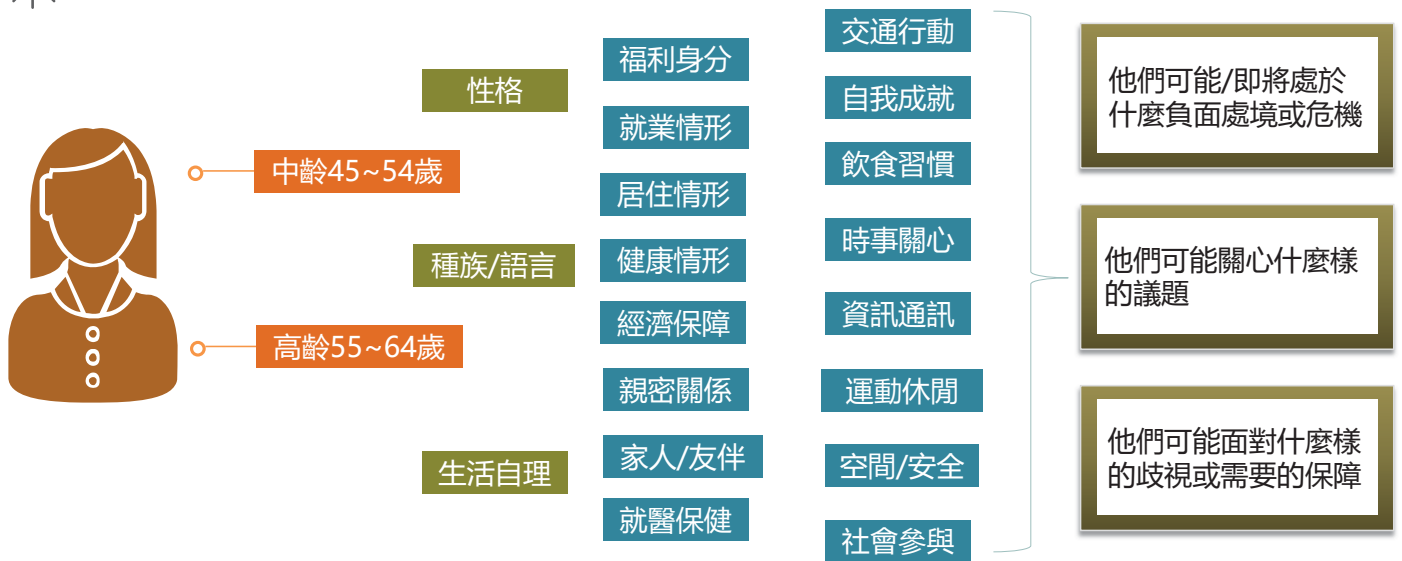 中齡45~54歲
高齡55~64歲
性格
種族/語言
生活自理
福利身分
就業情形
居住情形
健康情形
經濟保障
親密關係
家人/友伴
就醫保健
交通行動
自我成就
飲食習慣
時事關心
資訊通訊
運動休閒
空間/安全
社會參與
他們可能/即將處於
什麼負面處境或危機
他們可能關心什麼樣
的議題
他們可能面對什麼樣
的歧視或需要的保障